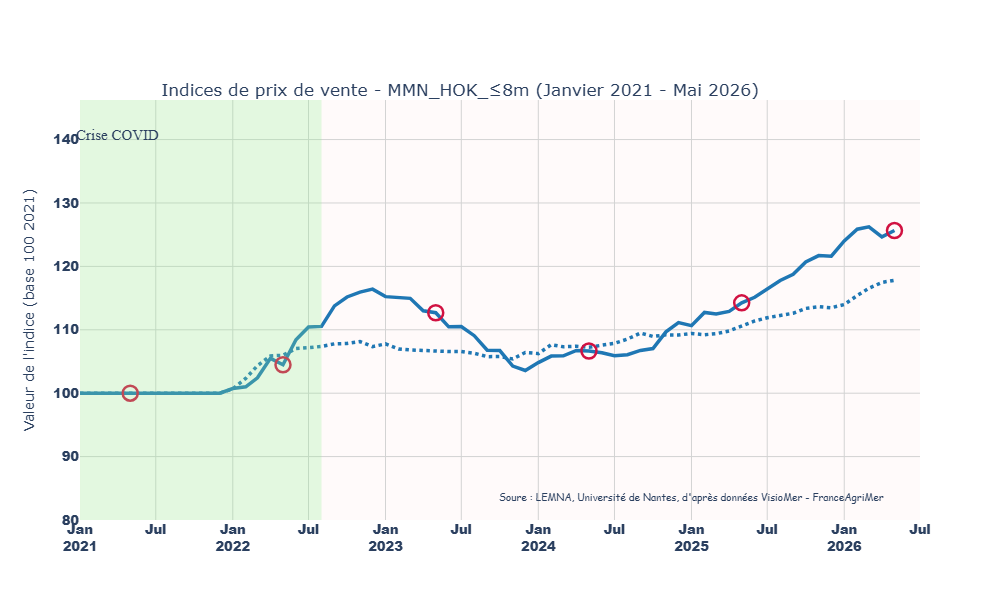 Indices de prix de vente - MMN_HOK_≤8m (Janvier 2021 - Mai 2026)
Crise COVID
Valeur de l'indice (base 100 2021)
140
130
120
110
100
90
80
Soure : LEMNA, Université de Nantes, d'après données VisioMer - FranceAgriMer
Jan Jul Jan Jul Jan Jul Jan Jul Jan Jul Jan Jul
2021 2022 2023 2024 2025 2026